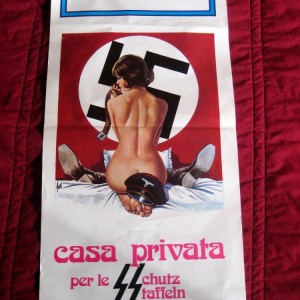 casa privata
per le SS chutz
taffeln